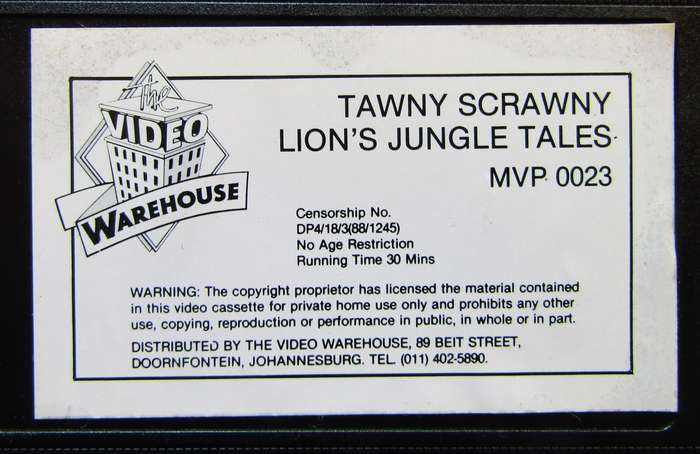 The
VIDEO
WAREHOUSE
TAWNY SCRAWNY
LION'S JUNGLE TALES
MVP 0023
Censorship No.
DP4/18/3(88/1245)
No Age Restriction
Running Time 30 Mins
WARNING: The copyright proprietor has licensed the material contained
in this video cassette for private home use only and prohibits any other
use, copying, reproduction or performance in public, in whole or in part.
DISTRIBUTED BY THE VIDEO WAREHOUSE, 89 BEIT STREET,
DOORNFONTEIN, JOHANNESBURG. TEL. (011) 402-5890.